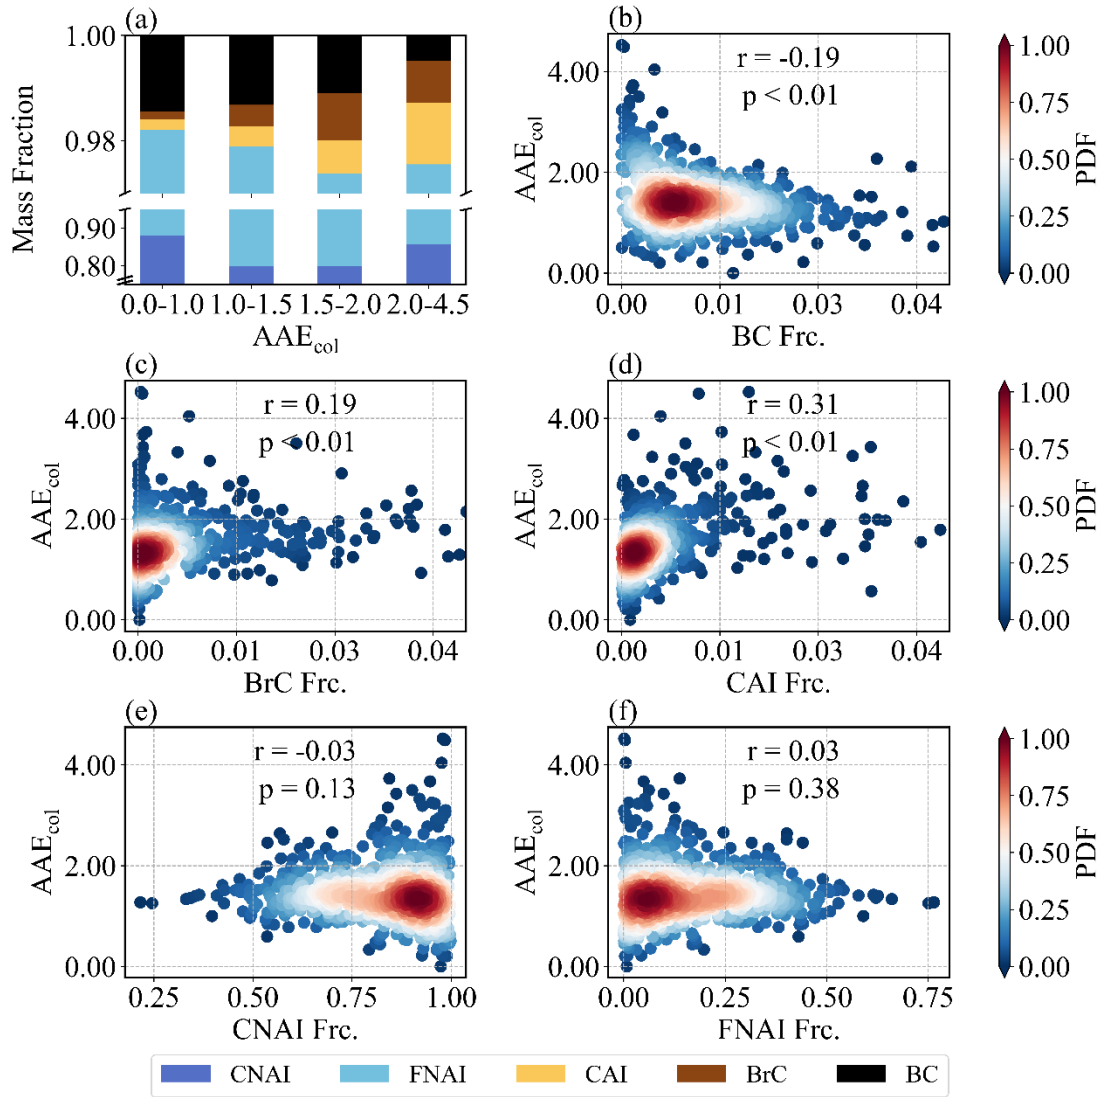 (a)
1.00
0.98
0.90
0.80
Mass Fraction
0.0-1.0 1.0-1.5 1.5-2.0 2.0-4.5
AAEcol
(b)
r = -0.19
p < 0.01
4.00
2.00
0.00
AAEcol
0.00 0.01 0.03 0.04
BC Frc.
1.00
0.75
0.50
0.25
0.00
PDF
(c)
r = 0.19
p < 0.01
4.00
2.00
0.00
AAEcol
0.00 0.01 0.03 0.04
BrC Frc.
(d)
r = 0.31
p < 0.01
4.00
2.00
0.00
AAEcol
0.00 0.01 0.03 0.04
CAI Frc.
1.00
0.75
0.50
0.25
0.00
PDF
(e)
r = -0.03
p = 0.13
4.00
2.00
0.00
AAEcol
0.25 0.50 0.75 1.00
CNAI Frc.
(f)
r = 0.03
p = 0.38
4.00
2.00
0.00
AAEcol
0.00 0.25 0.50 0.75
FNAI Frc.
1.00
0.75
0.50
0.25
0.00
PDF
CNAI FNAI CAI BrC BC